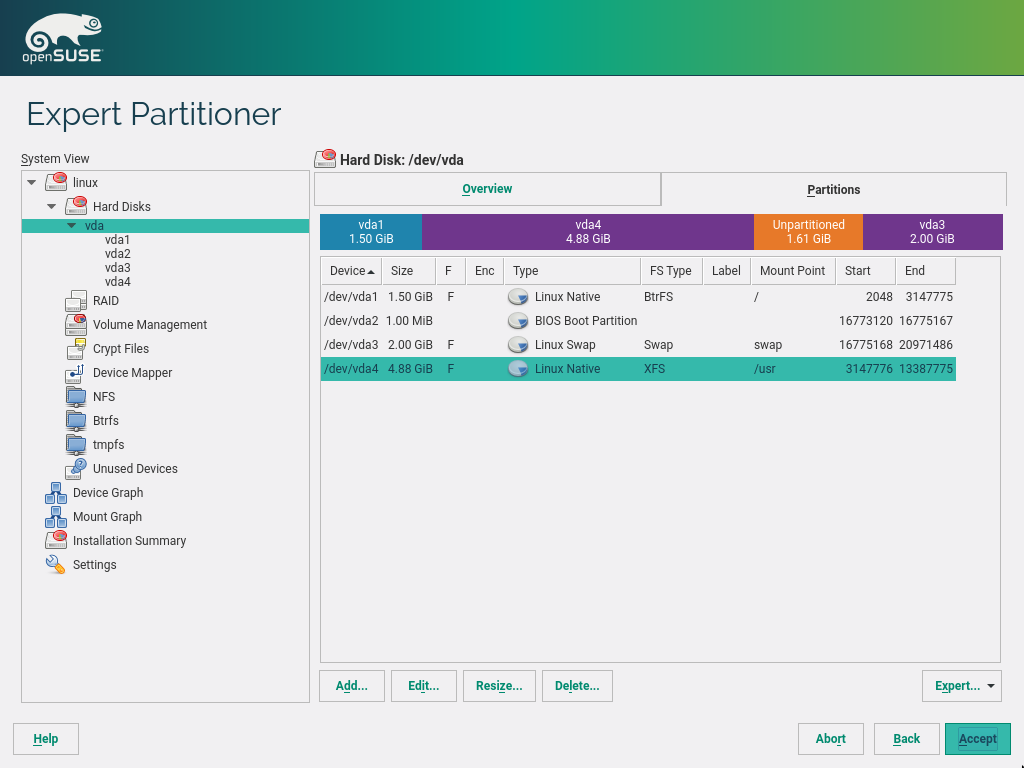 openSUSE
Expert Partitioner
System View
linux
Hard Disks
vda
vda1
vda2
vda3
vda4
RAID
Volume Management
Crypt Files
Device Mapper
NFS
Btrfs
tmpfs
Unused Devices
Device Graph
Mount Graph
Installation Summary
Settings
Hard Disk: /dev/vda
Overview Partitions
vda1 vda4 Unpartitioned vda3
1.50 GiB 4.88 GiB 1.61 GiB 2.00 GiB
Device Size F Enc Type FS Type Label Mount Point Start End
/dev/vda1 1.50 GiB F Linux Native BtrFS / 2048 3147775
/dev/vda2 1.00 MiB BIOS Boot Partition 16773120 16775167
/dev/vda3 2.00 GiB F Linux Swap Swap swap 16775168 20971486
/dev/vda4 4.88 GiB F Linux Native XFS /usr 3147776 13387775
Add... Edit... Resize... Delete... Expert...
Help Abort Back Accept